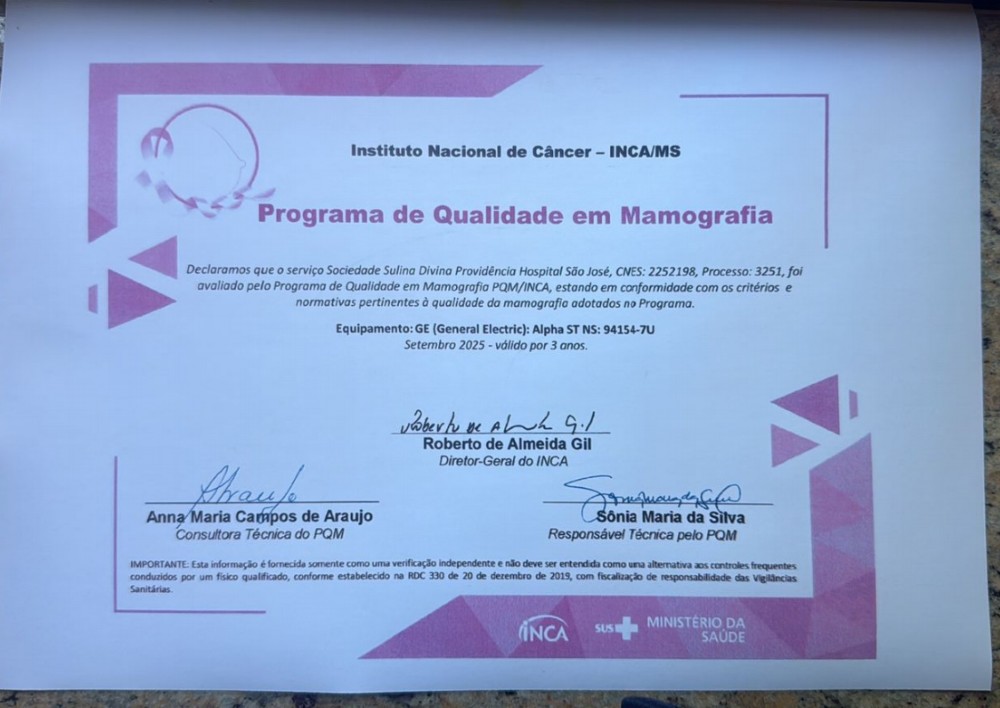 Instituto Nacional de Câncer – INCA/MS
Programa de Qualidade em Mamografia
Declaramos que o serviço Sociedade Sulina Divina Providência Hospital São José, CNES: 2252198, Processo: 3251, foi
avaliado pelo Programa de Qualidade em Mamografia PQM/INCA, estando em conformidade com os critérios e
normativas pertinentes à qualidade da mamografia adotados no Programa.
Equipamento: GE (General Electric): Alpha ST NS: 94154-7U
Setembro 2025 - válido por 3 anos.
Roberto de Almeida Gil
Roberto de Almeida Gil
Diretor-Geral do INCA
Araujo
Anna Maria Campos de Araujo
Consultora Técnica do PQM
Sônia Maria da Silva
Responsável Técnica pelo PQM
IMPORTANTE: Esta informação é fornecida somente como uma verificação independente e não deve ser entendida como uma alternativa aos controles frequentes
conduzidos por um físico qualificado, conforme estabelecido na RDC 330 de 20 de dezembro de 2019, com fiscalização de responsabilidade das Vigilâncias
Sanitárias.
INCA
SUS
MINISTÉRIO DA
SAÚDE